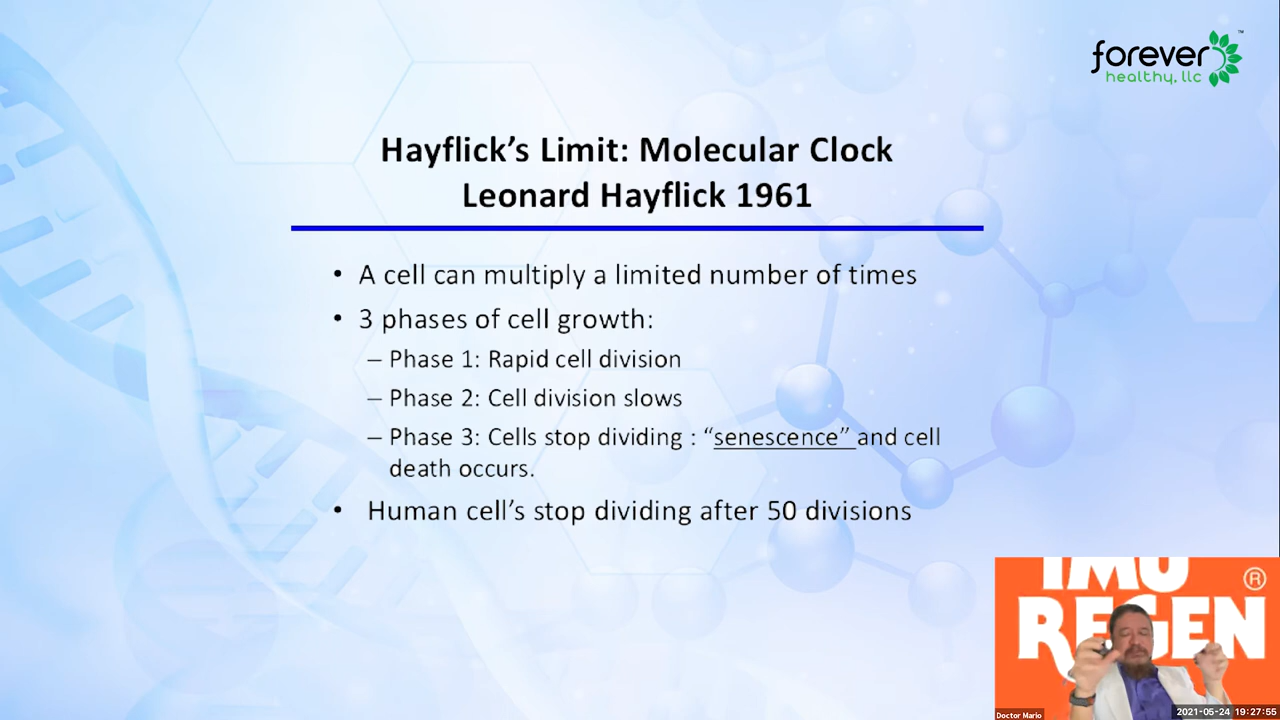 forever
healthy, llc
™
Hayflick’s Limit: Molecular Clock
Leonard Hayflick 1961
• A cell can multiply a limited number of times
• 3 phases of cell growth:
– Phase 1: Rapid cell division
– Phase 2: Cell division slows
– Phase 3: Cells stop dividing : “senescence” and cell
death occurs.
• Human cell’s stop dividing after 50 divisions
IMU
®
REGEN
Doctor Mario
2021-05-24 19:27:55